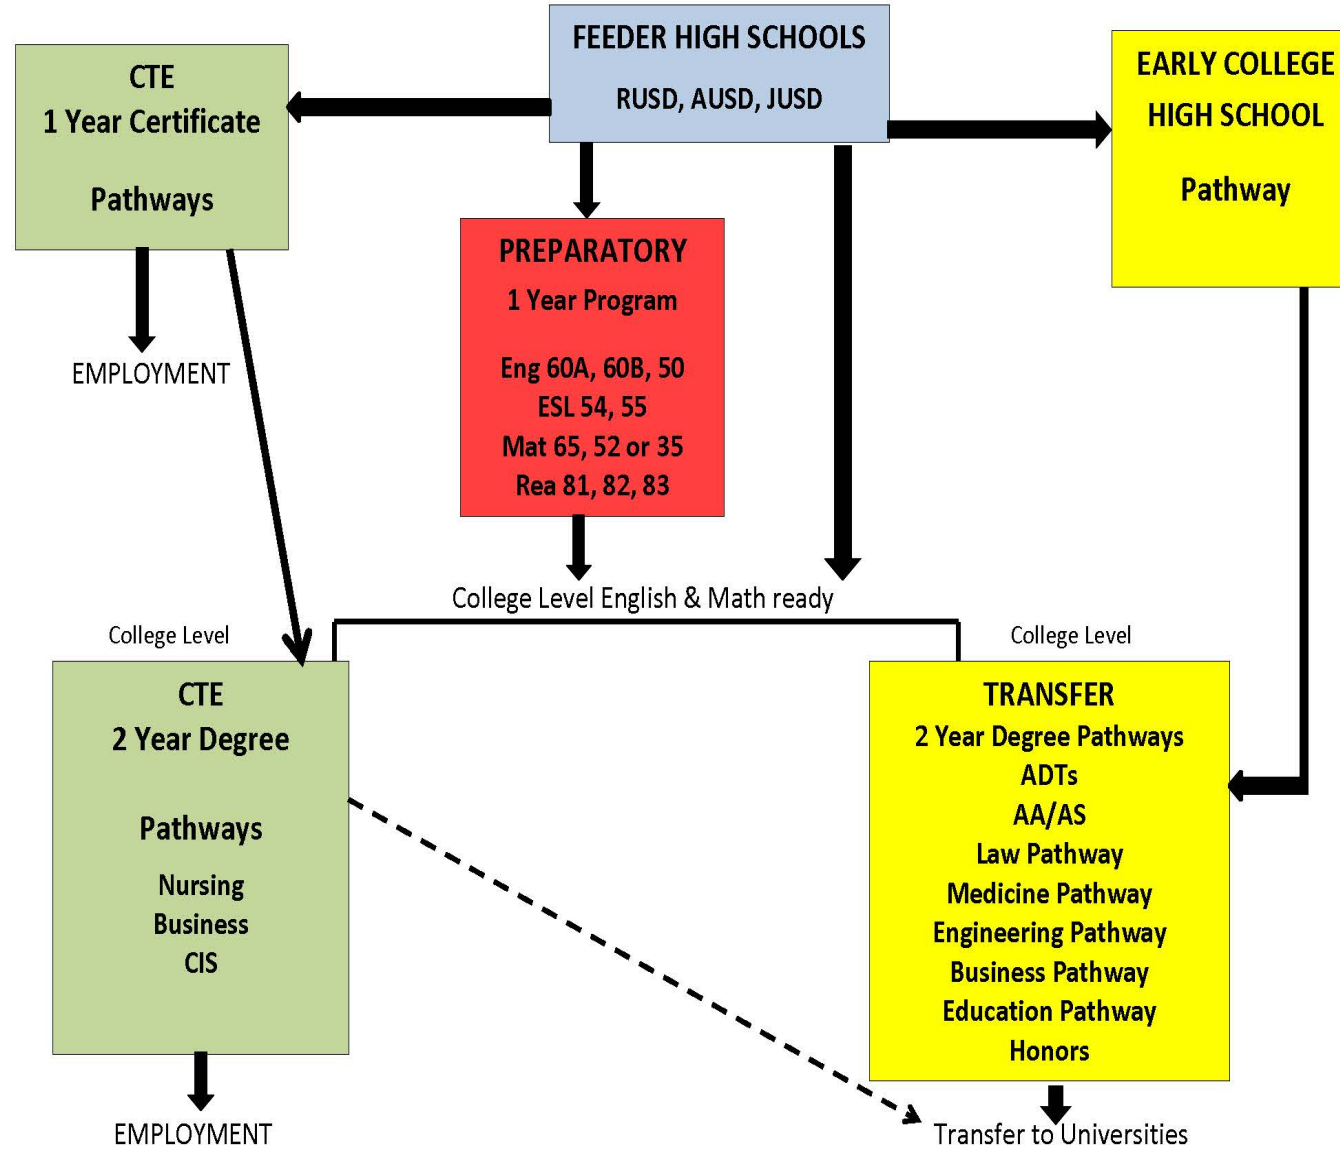 FEEDER HIGH SCHOOLS
RUSD, AUSD, JUSD
CTE
1 Year Certificate
Pathways
EARLY COLLEGE
HIGH SCHOOL
Pathway
EMPLOYMENT
PREPARATORY
1 Year Program
Eng 60A, 60B, 50
ESL 54, 55
Mat 65, 52 or 35
Rea 81, 82, 83
College Level English & Math ready
College Level
CTE
2 Year Degree
Pathways
Nursing
Business
CIS
EMPLOYMENT
College Level
TRANSFER
2 Year Degree Pathways
ADTs
AA/AS
Law Pathway
Medicine Pathway
Engineering Pathway
Business Pathway
Education Pathway
Honors
Transfer to Universities